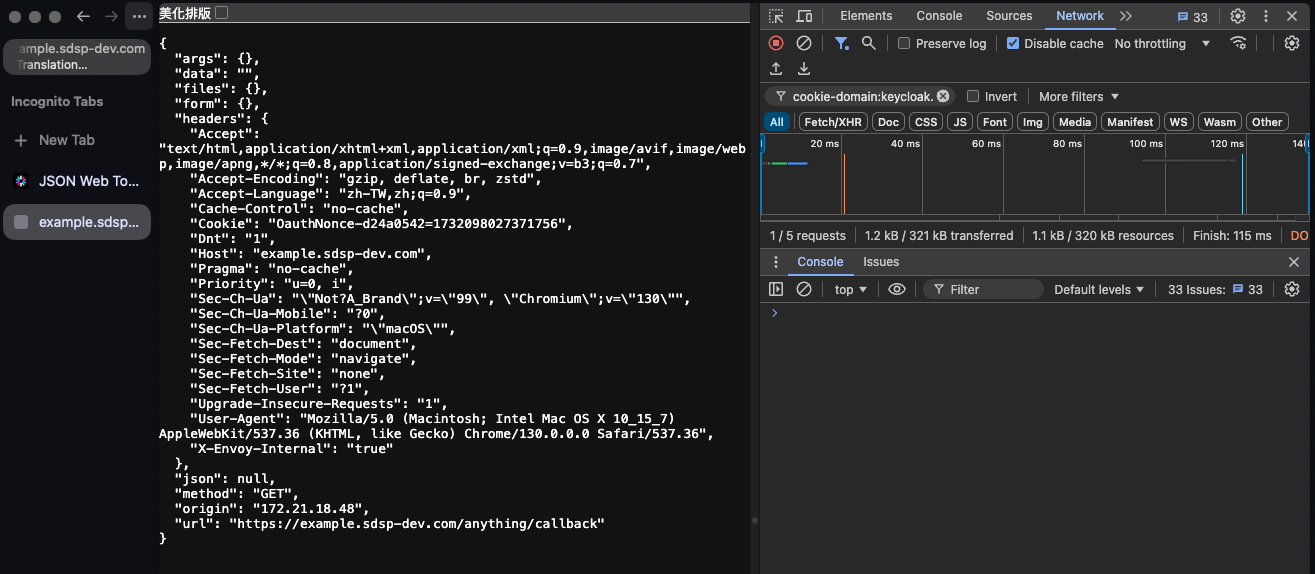 ample.sdsp-dev.com
Translation...
Incognito Tabs
New Tab
JSON Web To...
example.sdsp...
美化排版
{
"args": {},
"data": "",
"files": {},
"form": {},
"headers": {
"Accept":
"text/html,application/xhtml+xml,application/xml;q=0.9,image/avif,image/web
p,image/apng,*/*;q=0.8,application/signed-exchange;v=b3;q=0.7",
"Accept-Encoding": "gzip, deflate, br, zstd",
"Accept-Language": "zh-TW,zh;q=0.9",
"Cache-Control": "no-cache",
"Cookie": "OauthNonce-d24a0542=1732098027371756",
"Dnt": "1",
"Host": "example.sdsp-dev.com",
"Pragma": "no-cache",
"Priority": "u=0, i",
"Sec-Ch-Ua": "\"Not?A_Brand\";v=\"99\", \"Chromium\";v=\"130\"",
"Sec-Ch-Ua-Mobile": "?0",
"Sec-Ch-Ua-Platform": "\"macOS\"",
"Sec-Fetch-Dest": "document",
"Sec-Fetch-Mode": "navigate",
"Sec-Fetch-Site": "none",
"Sec-Fetch-User": "?1",
"Upgrade-Insecure-Requests": "1",
"User-Agent": "Mozilla/5.0 (Macintosh; Intel Mac OS X 10_15_7)
AppleWebKit/537.36 (KHTML, like Gecko) Chrome/130.0.0.0 Safari/537.36",
"X-Envoy-Internal": "true"
},
"json": null,
"method": "GET",
"origin": "172.21.18.48",
"url": "https://example.sdsp-dev.com/anything/callback"
}
Elements Console Sources Network 33
Preserve log Disable cache No throttling
cookie-domain:keycloak. Invert More filters
All Fetch/XHR Doc CSS JS Font Img Media Manifest WS Wasm Other
20 ms 40 ms 60 ms 80 ms 100 ms 120 ms 140
1 / 5 requests 1.2 kB / 321 kB transferred 1.1 kB / 320 kB resources Finish: 115 ms DO
Console Issues
top Filter Default levels 33 Issues: 33